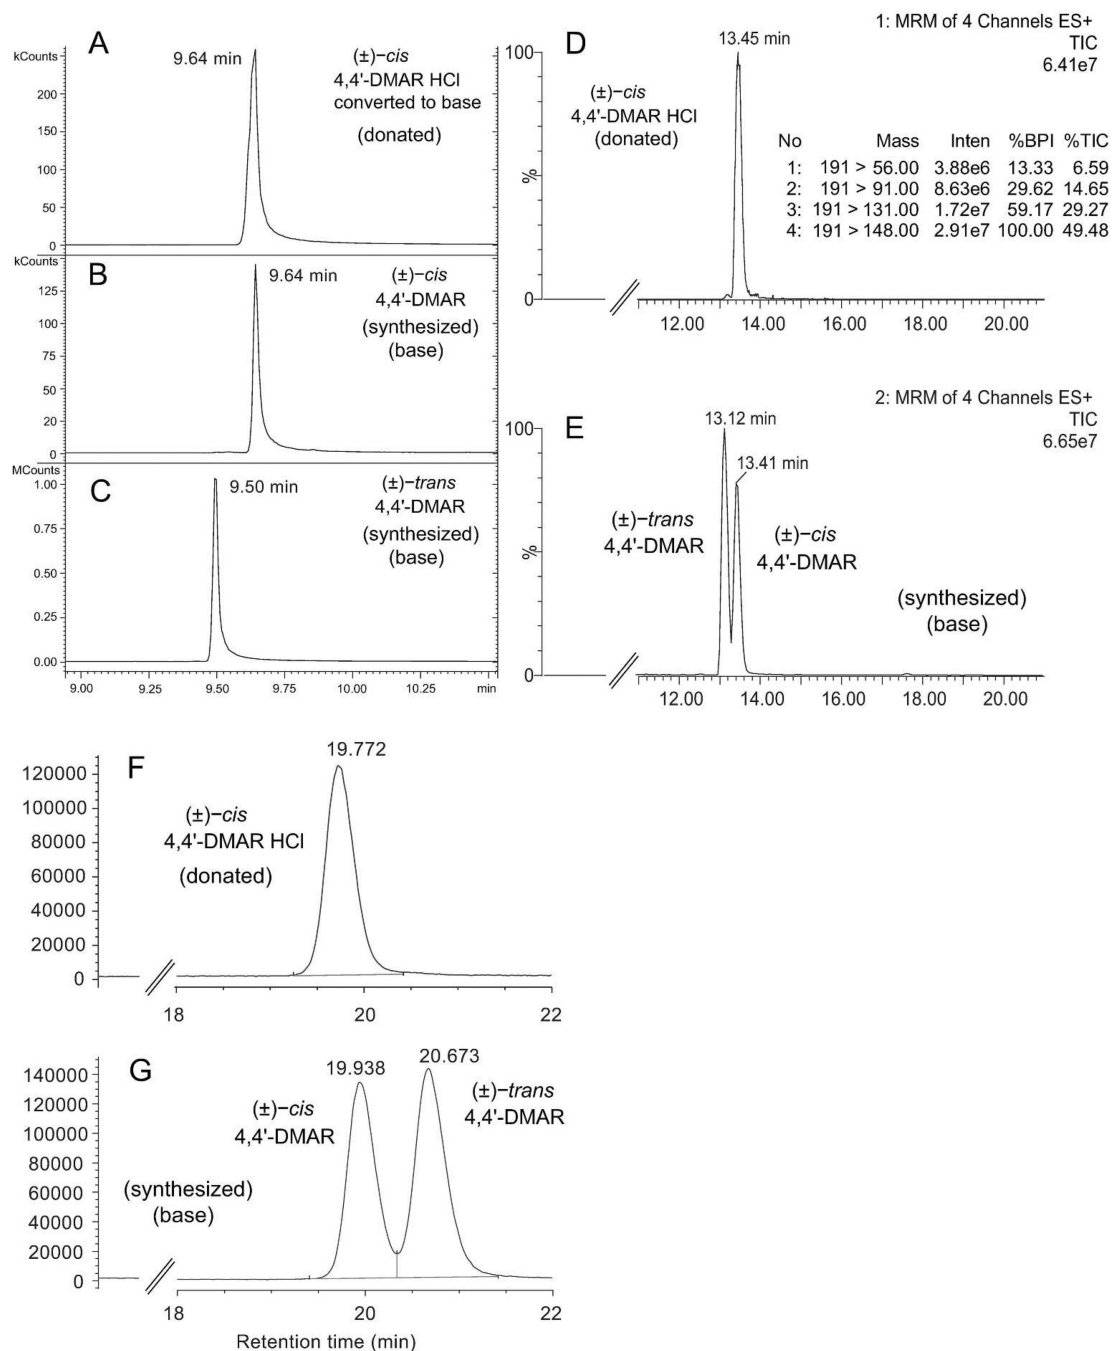 A
kCounts
9.64 min
(±)−cis
4,4'-DMAR HCl
converted to base
(donated)
200
150
100
50
0
B
kCounts
9.64 min
(±)−cis
4,4'-DMAR
(synthesized)
(base)
125
100
75
50
20
0
C
MCounts
9.50 min
(±)−trans
4,4'-DMAR
(synthesized)
(base)
1.00
0.75
0.50
0.25
0.00
9.00 9.25 9.50 9.75 10.00 10.25 min
D
13.45 min
1: MRM of 4 Channels ES+
TIC
6.41e7
(±)−cis
4,4'-DMAR HCl
(donated)
No Mass Inten %BPI %TIC
1: 191 > 56.00 3.88e6 13.33 6.59
2: 191 > 91.00 8.63e6 29.62 14.65
3: 191 > 131.00 1.72e7 59.17 29.27
4: 191 > 148.00 2.91e7 100.00 49.48
100
%
0
12.00 14.00 16.00 18.00 20.00
E
2: MRM of 4 Channels ES+
TIC
6.65e7
13.12 min
13.41 min
(±)−trans
4,4'-DMAR
(±)−cis
4,4'-DMAR
(synthesized)
(base)
100
%
0
12.00 14.00 16.00 18.00 20.00
F
19.772
(±)−cis
4,4'-DMAR HCl
(donated)
120000
100000
80000
60000
40000
20000
0
18 20 22
G
19.938
20.673
(±)−cis
4,4'-DMAR
(±)−trans
4,4'-DMAR
(synthesized)
(base)
140000
120000
100000
80000
60000
40000
20000
0
18 20 22
Retention time (min)